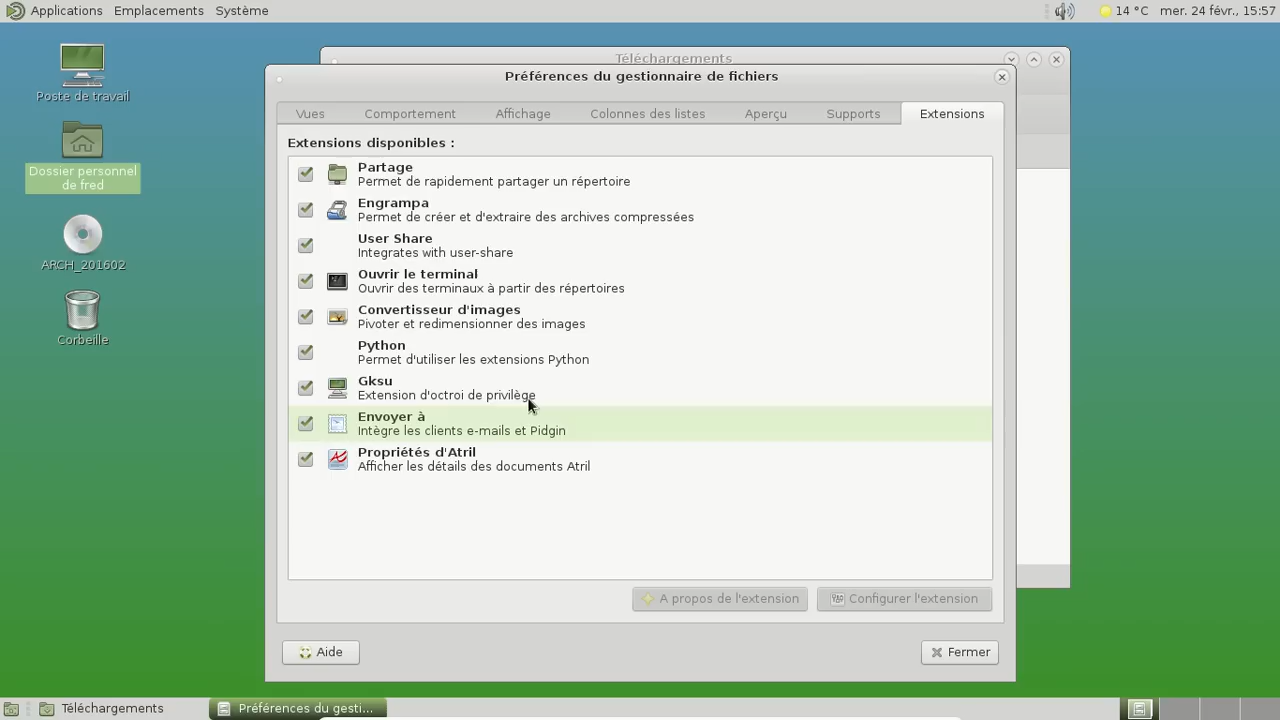 Applications Emplacements Système
14 °C mer. 24 févr., 15:57
Téléchargements
Préférences du gestionnaire de fichiers
Vues Comportement Affichage Colonnes des listes Aperçu Supports Extensions
Extensions disponibles :
Partage
Permet de rapidement partager un répertoire
Engrampa
Permet de créer et d'extraire des archives compressées
User Share
Integrates with user-share
Ouvrir le terminal
Ouvrir des terminaux à partir des répertoires
Convertisseur d'images
Pivoter et redimensionner des images
Python
Permet d'utiliser les extensions Python
Gksu
Extension d'octroi de privilège
Envoyer à
Intègre les clients e-mails et Pidgin
Propriétés d'Atril
Afficher les détails des documents Atril
A propos de l'extension Configurer l'extension
Aide Fermer
Poste de travail
Dossier personnel
de fred
ARCH_201602
Corbeille
Téléchargements Préférences du gesti...